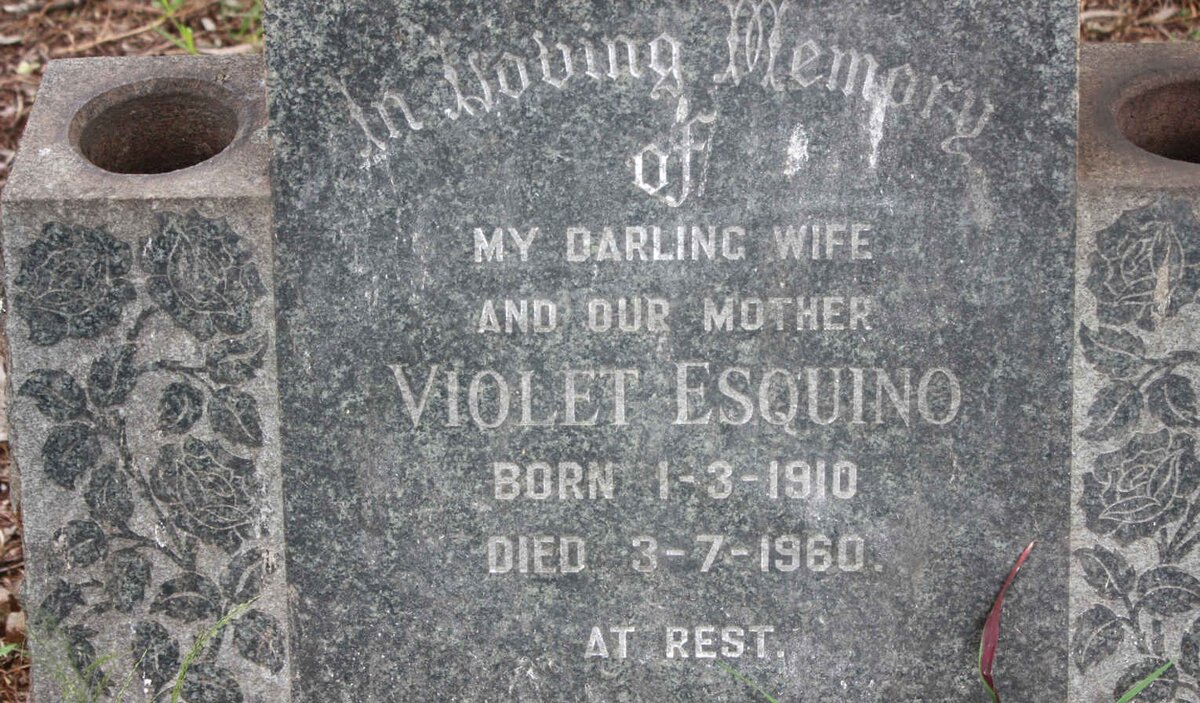 In Loving Memory
of
MY DARLING WIFE
AND OUR MOTHER
VIOLET ESQUINO
BORN 1-3-1910
DIED 3-7-1960.
AT REST.